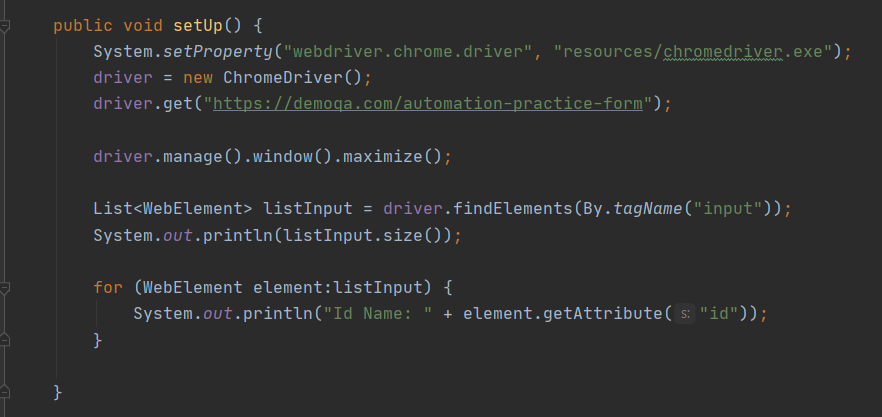 public void setUp() {
    System.setProperty("webdriver.chrome.driver", "resources/chromedriver.exe");
    driver = new ChromeDriver();
    driver.get("https://demoqa.com/automation-practice-form");
    driver.manage().window().maximize();
    List<WebElement> listInput = driver.findElements(By.tagName("input"));
    System.out.println(listInput.size());
    for (WebElement element:listInput) {
        System.out.println("Id Name: " + element.getAttribute( s: "id"));
    }
}